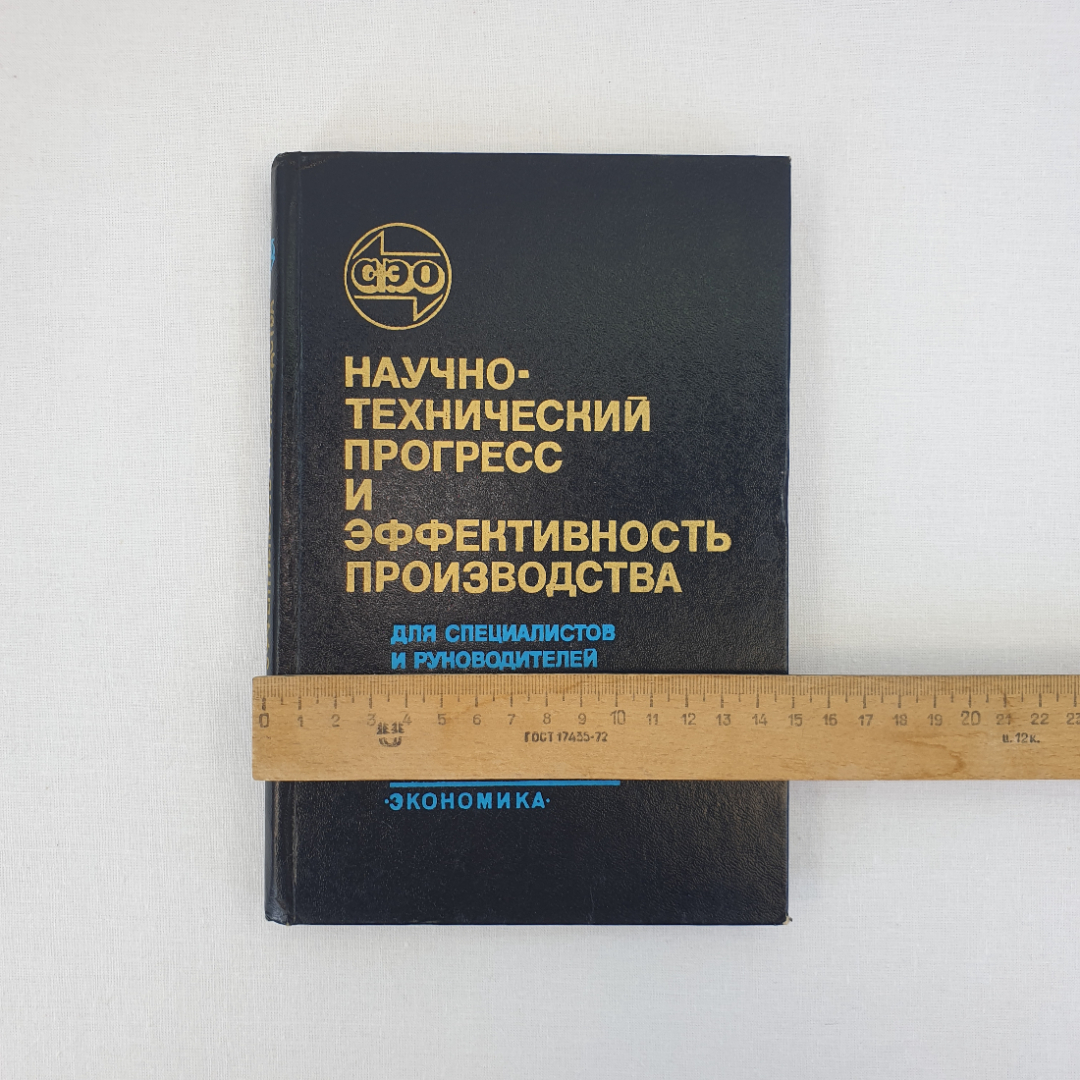 СЭО
НАУЧНО-
ТЕХНИЧЕСКИЙ
ПРОГРЕСС
И
ЭФФЕКТИВНОСТЬ
ПРОИЗВОДСТВА
ДЛЯ СПЕЦИАЛИСТОВ
И РУКОВОДИТЕЛЕЙ
0 1 2 3 4 5 6 7 8 9 10 11 12 13 14 15 16 17 18 19 20 21 22 23
ГОСТ 17435-72
ц. 12 к.
·ЭКОНОМИКА·